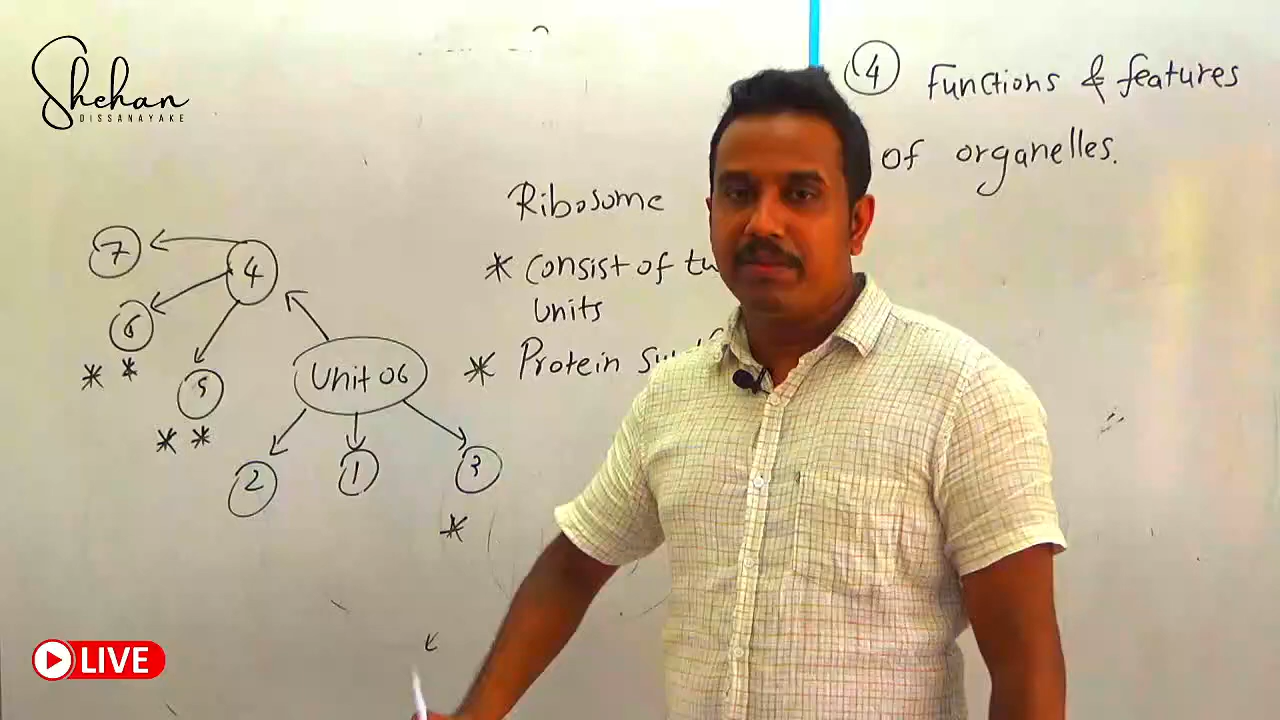 Shehan
DISSANAYAKE
4 Functions & features
of organelles.
Ribosome
* Consist of
units
* Protein
7
4
6
* *
5
* *
Unit 06
2
1
3
*
LIVE